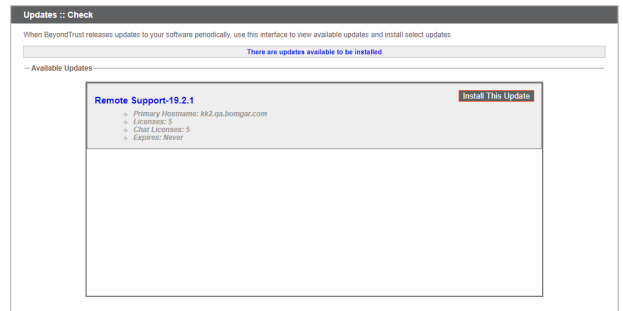 Updates :: Check
When BeyondTrust releases updates to your software periodically, use this interface to view available updates and install select updates.
There are updates available to be installed
Available Updates
Remote Support-19.2.1
Install This Update
Primary Hostname: kk2.qa.bomgar.com
Licenses: 5
Chat Licenses: 5
Expires: Never